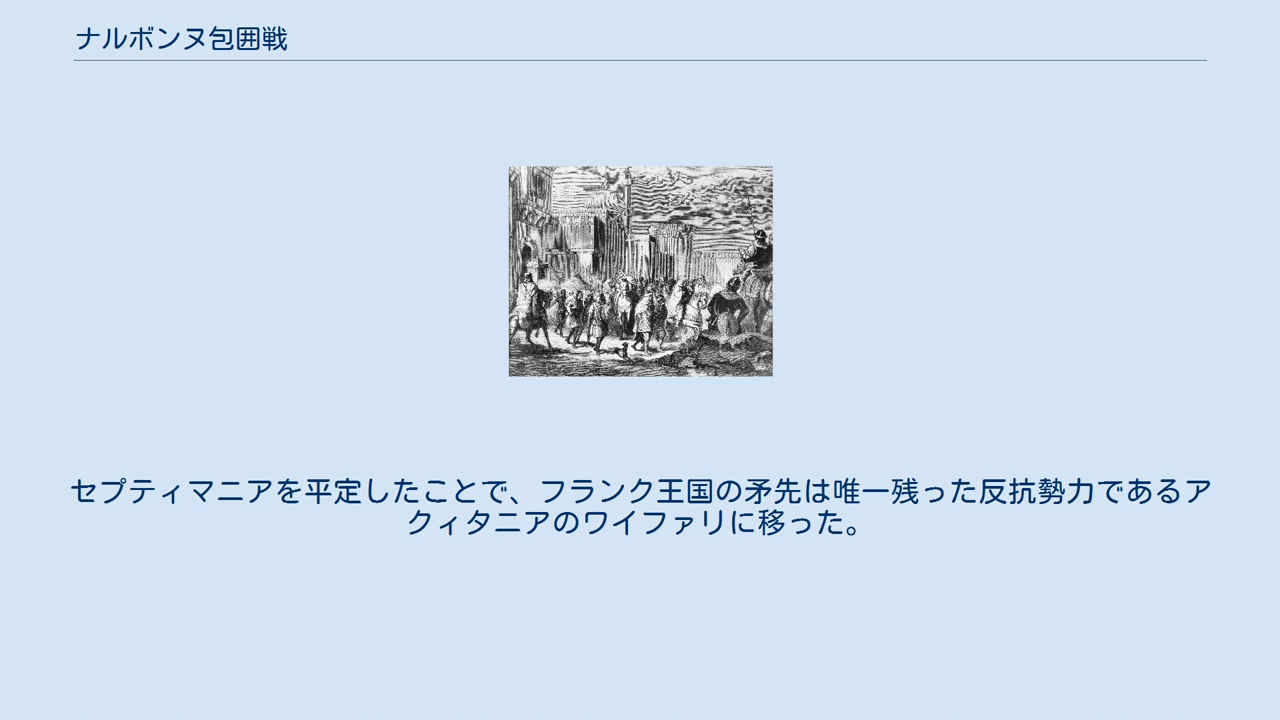 ナルボンヌ包囲戦
セプティマニアを平定したことで、フランク王国の矛先は唯一残った反抗勢力であるア
クィタニアのワイファリに移った。